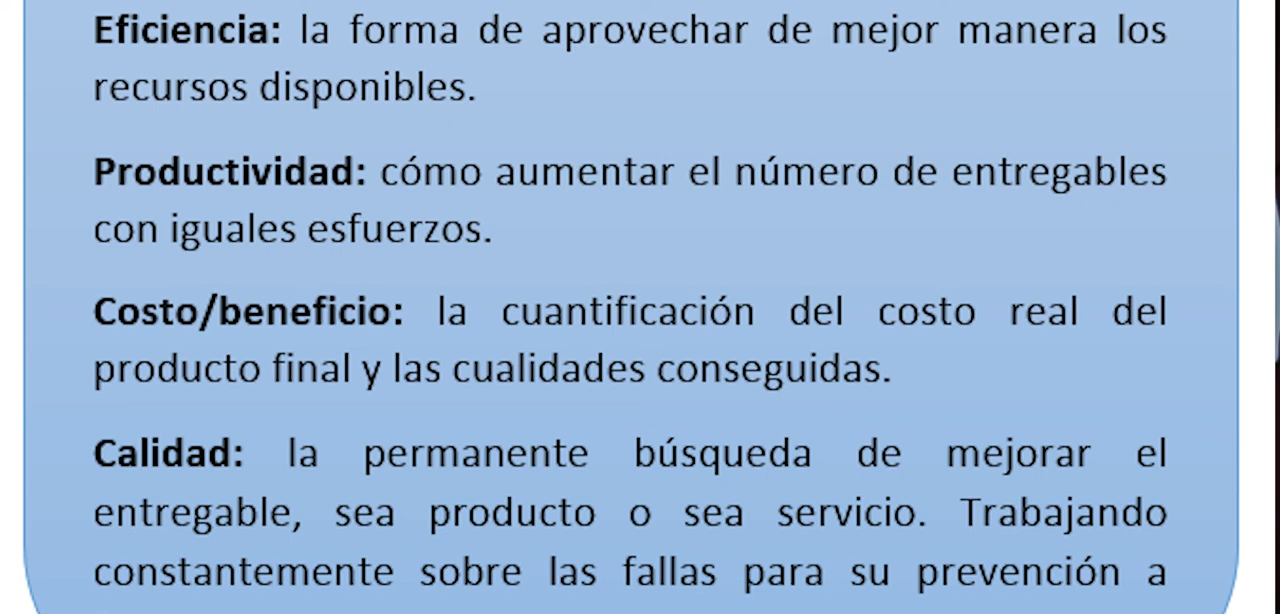 Eficiencia: la forma de aprovechar de mejor manera los
recursos disponibles.
Productividad: cómo aumentar el número de entregables
con iguales esfuerzos.
Costo/beneficio: la cuantificación del costo real del
producto final y las cualidades conseguidas.
Calidad: la permanente búsqueda de mejorar el
entregable, sea producto o sea servicio. Trabajando
constantemente sobre las fallas para su prevención a